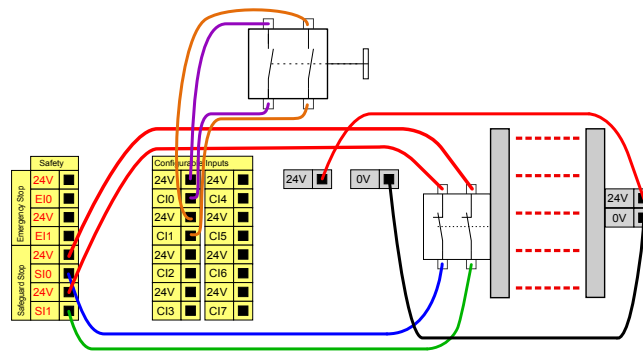 Safety
Emergency Stop
24V
EI0
24V
EI1
Safeguard Stop
24V
SI0
24V
SI1
Configurable Inputs
24V
CI0
24V
CI1
24V
CI2
24V
CI3
24V
CI4
24V
CI5
24V
CI6
24V
CI7
24V
0V
24V
0V